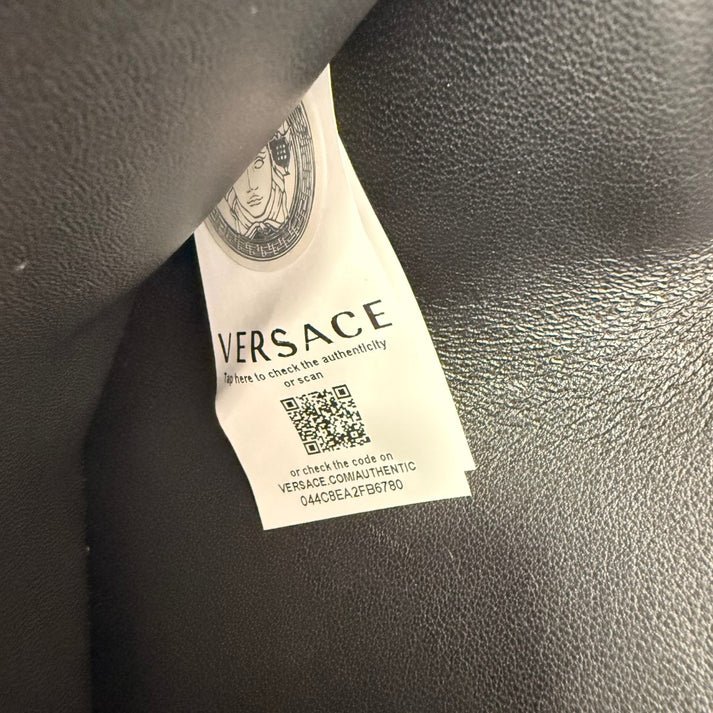 VERSACE
Tap here to check the authenticity
or scan
or check the code on
VERSACE.COM/AUTHENTIC
044C8EA2FB6780